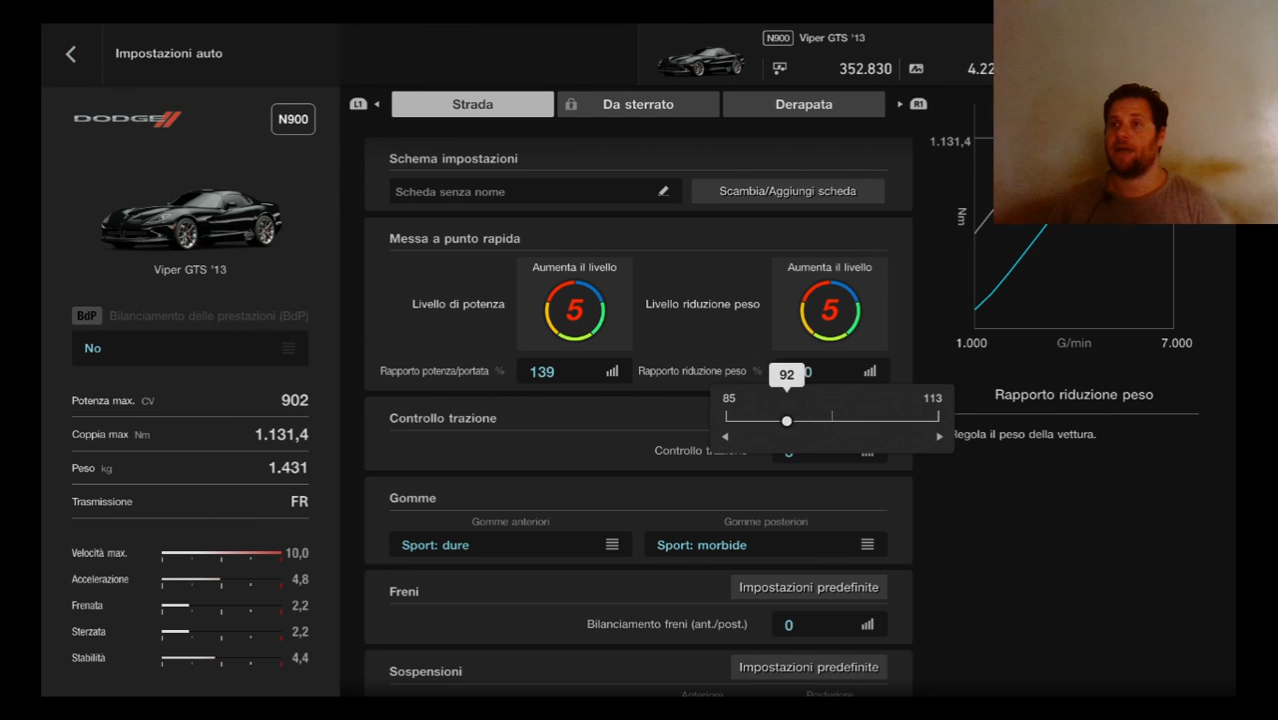 Impostazioni auto
N900 Viper GTS '13
352.830
4.22
DODGE
N900
Viper GTS '13
BdP Bilanciamento delle prestazioni (BdP)
No
Potenza max. CV 902
Coppia max Nm 1.131,4
Peso kg 1.431
Trasmissione FR
Velocità max. 10,0
Accelerazione 4,8
Frenata 2,2
Sterzata 2,2
Stabilità 4,4
L1 Strada Da sterrato Derapata R1
Schema impostazioni
Scheda senza nome Scambia/Aggiungi scheda
Messa a punto rapida
Aumenta il livello Aumenta il livello
Livello di potenza 5 Livello riduzione peso 5
Rapporto potenza/portata % 139 Rapporto riduzione peso %
92
85 113
Controllo trazione
Controllo
Gomme
Gomme anteriori Gomme posteriori
Sport: dure Sport: morbide
Freni Impostazioni predefinite
Bilanciamento freni (ant./post.) 0
Sospensioni Impostazioni predefinite
Anteriore Posteriore
1.131,4
Nm
1.000 G/min 7.000
Rapporto riduzione peso
Regola il peso della vettura.